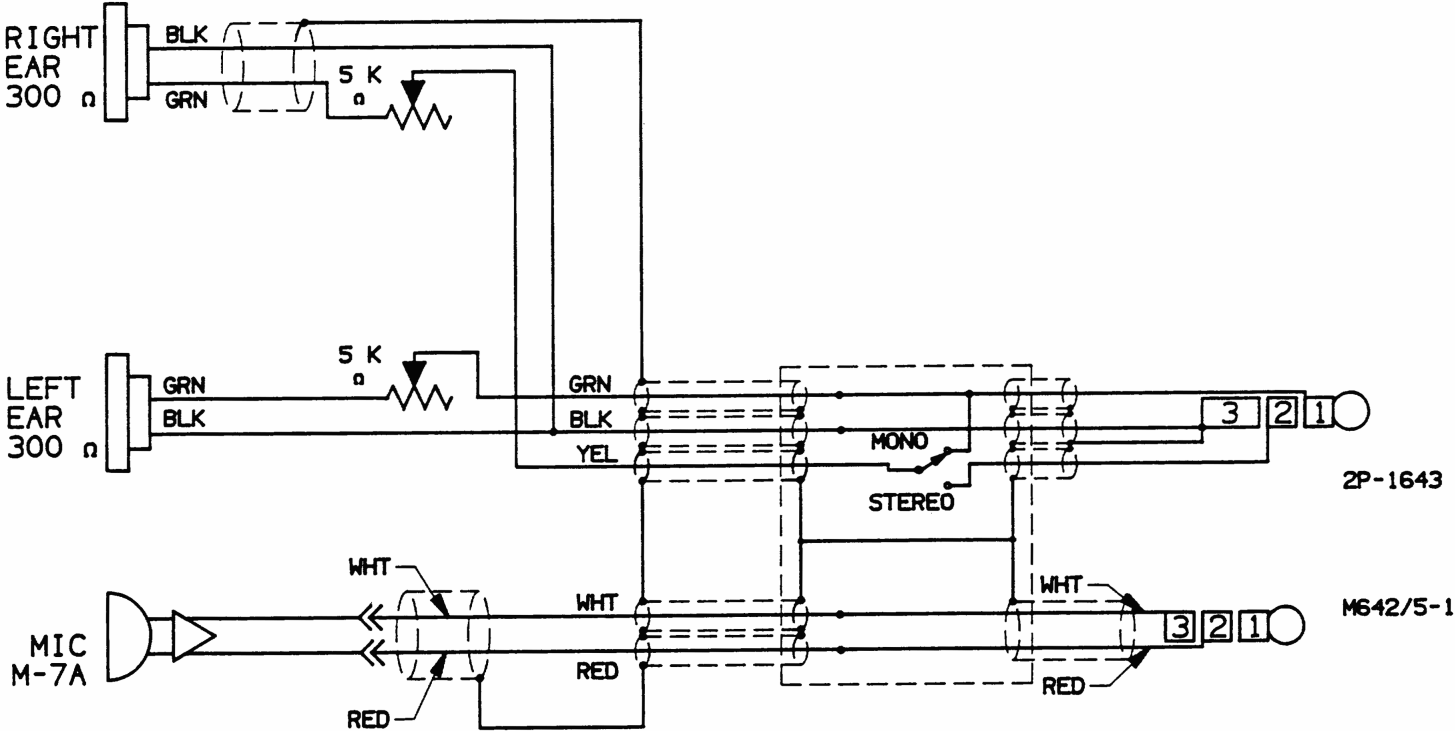 RIGHT
EAR
300 Ω
BLK
GRN
5 K
Ω
LEFT
EAR
300 Ω
GRN
BLK
5 K
Ω
GRN
BLK
YEL
MONO
STEREO
3 2 1
2P-1643
MIC
M-7A
WHT
RED
WHT
RED
WHT
RED
3 2 1
M642/5-1